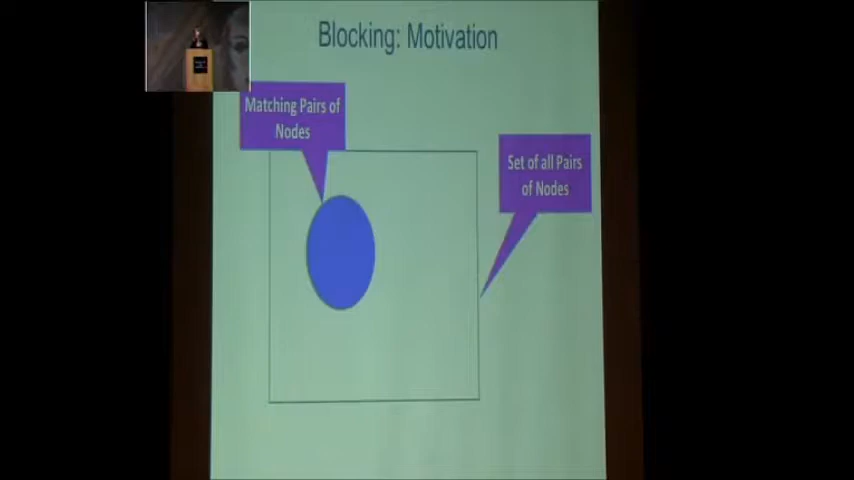 Blocking: Motivation
Matching Pairs of
Nodes
Set of all Pairs
of Nodes